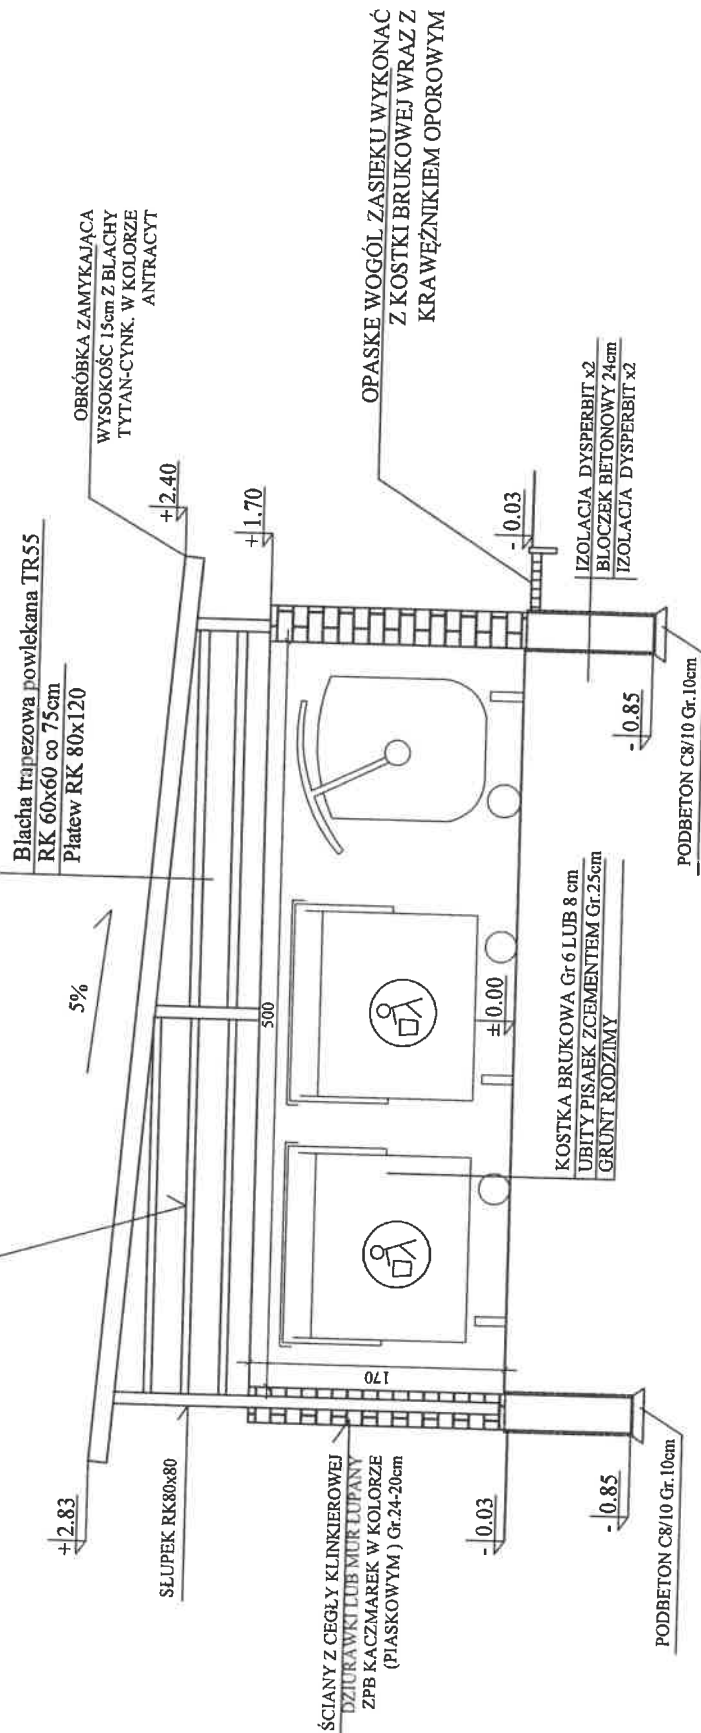 Blacha trapezowa powlekana TR55
RK 60x60 co 75cm
Płatew RK 80x120
5%
OBRÓBKA ZAMYKAJĄCA
WYSOKOŚĆ 15cm Z BLACHY
TYTAN-CYNK. W KOLORZE
ANTRACYT
+2.83
+2.40
+1.70
SŁUPEK RK80x80
OPASKE WOGÓL ZASIEKU WYKONAĆ
Z KOSTKI BRUKOWEJ WRAZ Z
KRAWĘŻNIKIEM OPOROWYM
500
170
ŚCIANY Z CEGŁY KLINKIEROWEJ
DZIURAWKI LUB MUR ŁUPANY
ZPB KACZMAREK W KOLORZE
(PIASKOWYM ) Gr.24-20cm
± 0.00
- 0.03
- 0.03
KOSTKA BRUKOWA Gr 6 LUB 8 cm
UBITY PISAEK ZCEMENTEM Gr.25cm
GRUNT RODZIMY
IZOLACJA DYSPERBIT x2
BLOCZEK BETONOWY 24cm
IZOLACJA DYSPERBIT x2
- 0.85
- 0.85
PODBETON C8/10 Gr.10cm
PODBETON C8/10 Gr.10cm